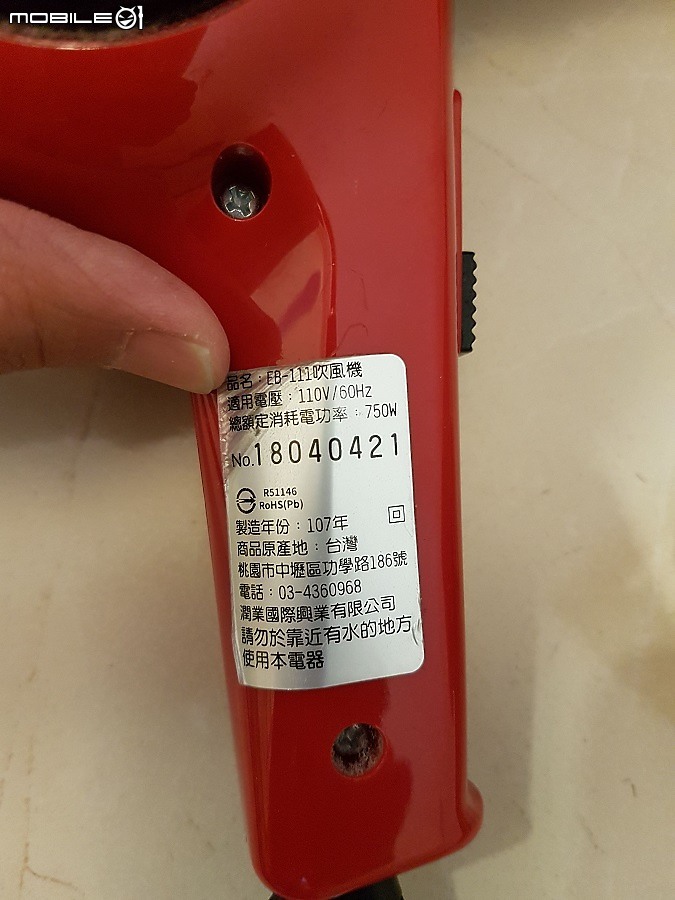 MOBILE01
品名：EB-111吹風機
適用電壓：110V/60Hz
總額定消耗電功率：750W
No.18040421
R51146
RoHS(Pb)
製造年份：107年
商品原產地：台灣
桃園市中壢區功學路186號
電話：03-4360968
潤業國際興業有限公司
請勿於靠近有水的地方
使用本電器